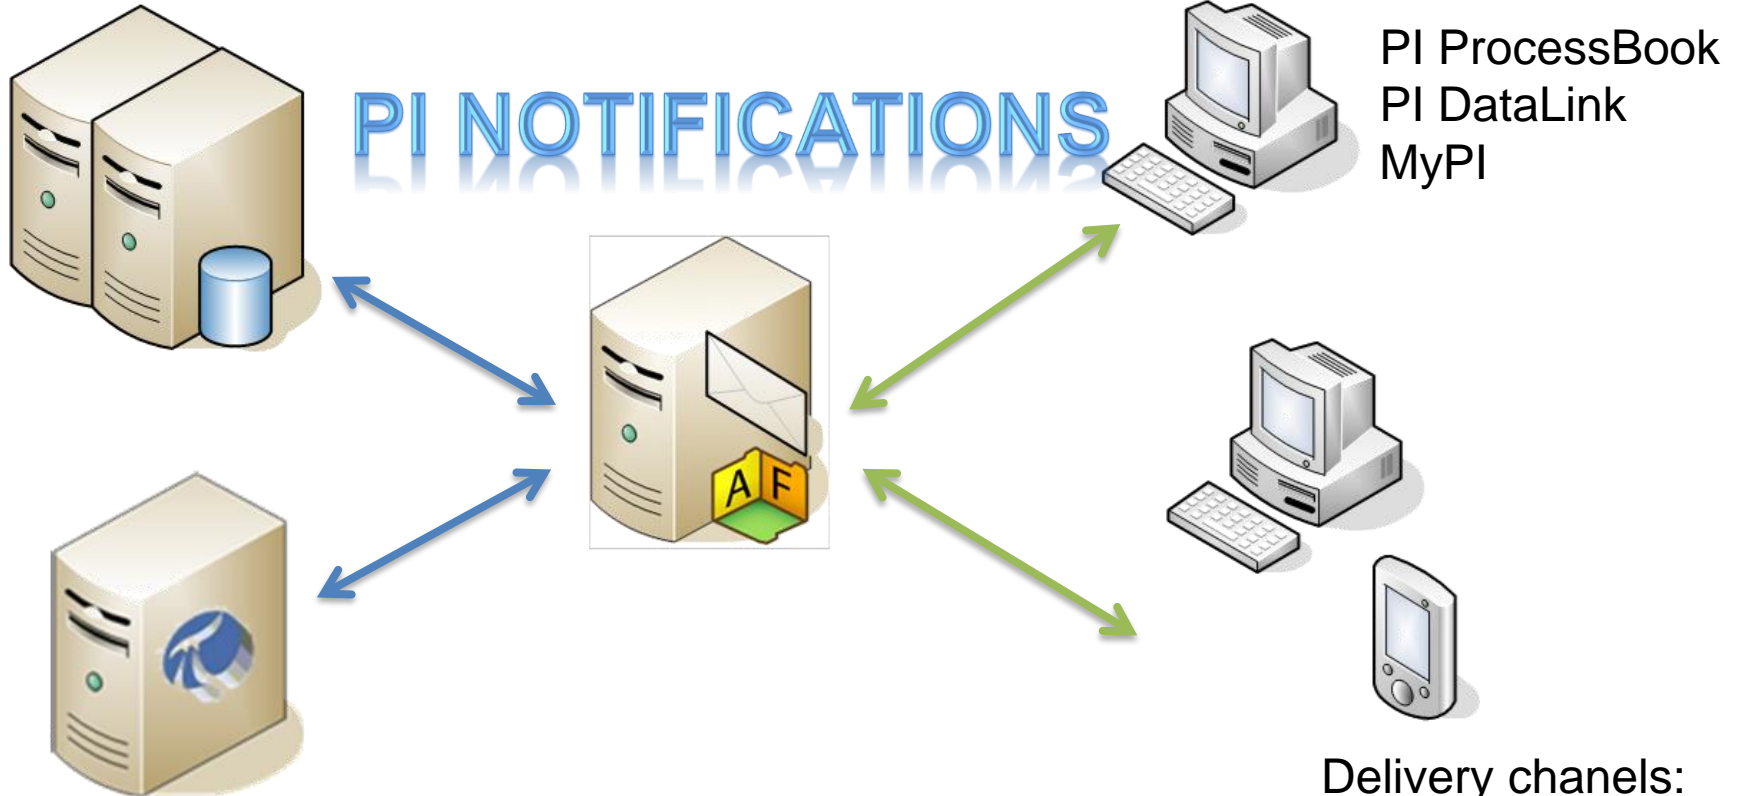 PI NOTIFICATIONS
PI ProcessBook
PI DataLink
MyPI
A F
Delivery chanels: